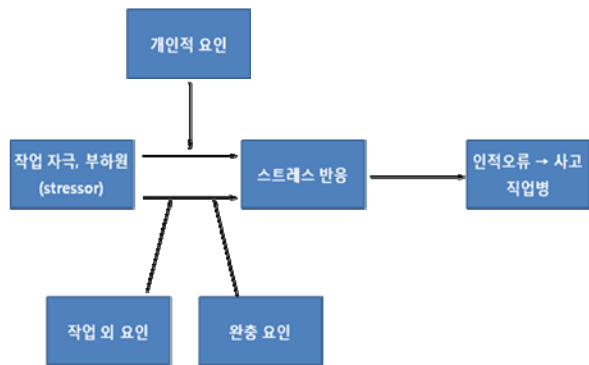 개인적 요인
작업 자극, 부하원
(stressor)
스트레스 반응
인적오류 → 사고
직업병
작업 외 요인
완충 요인